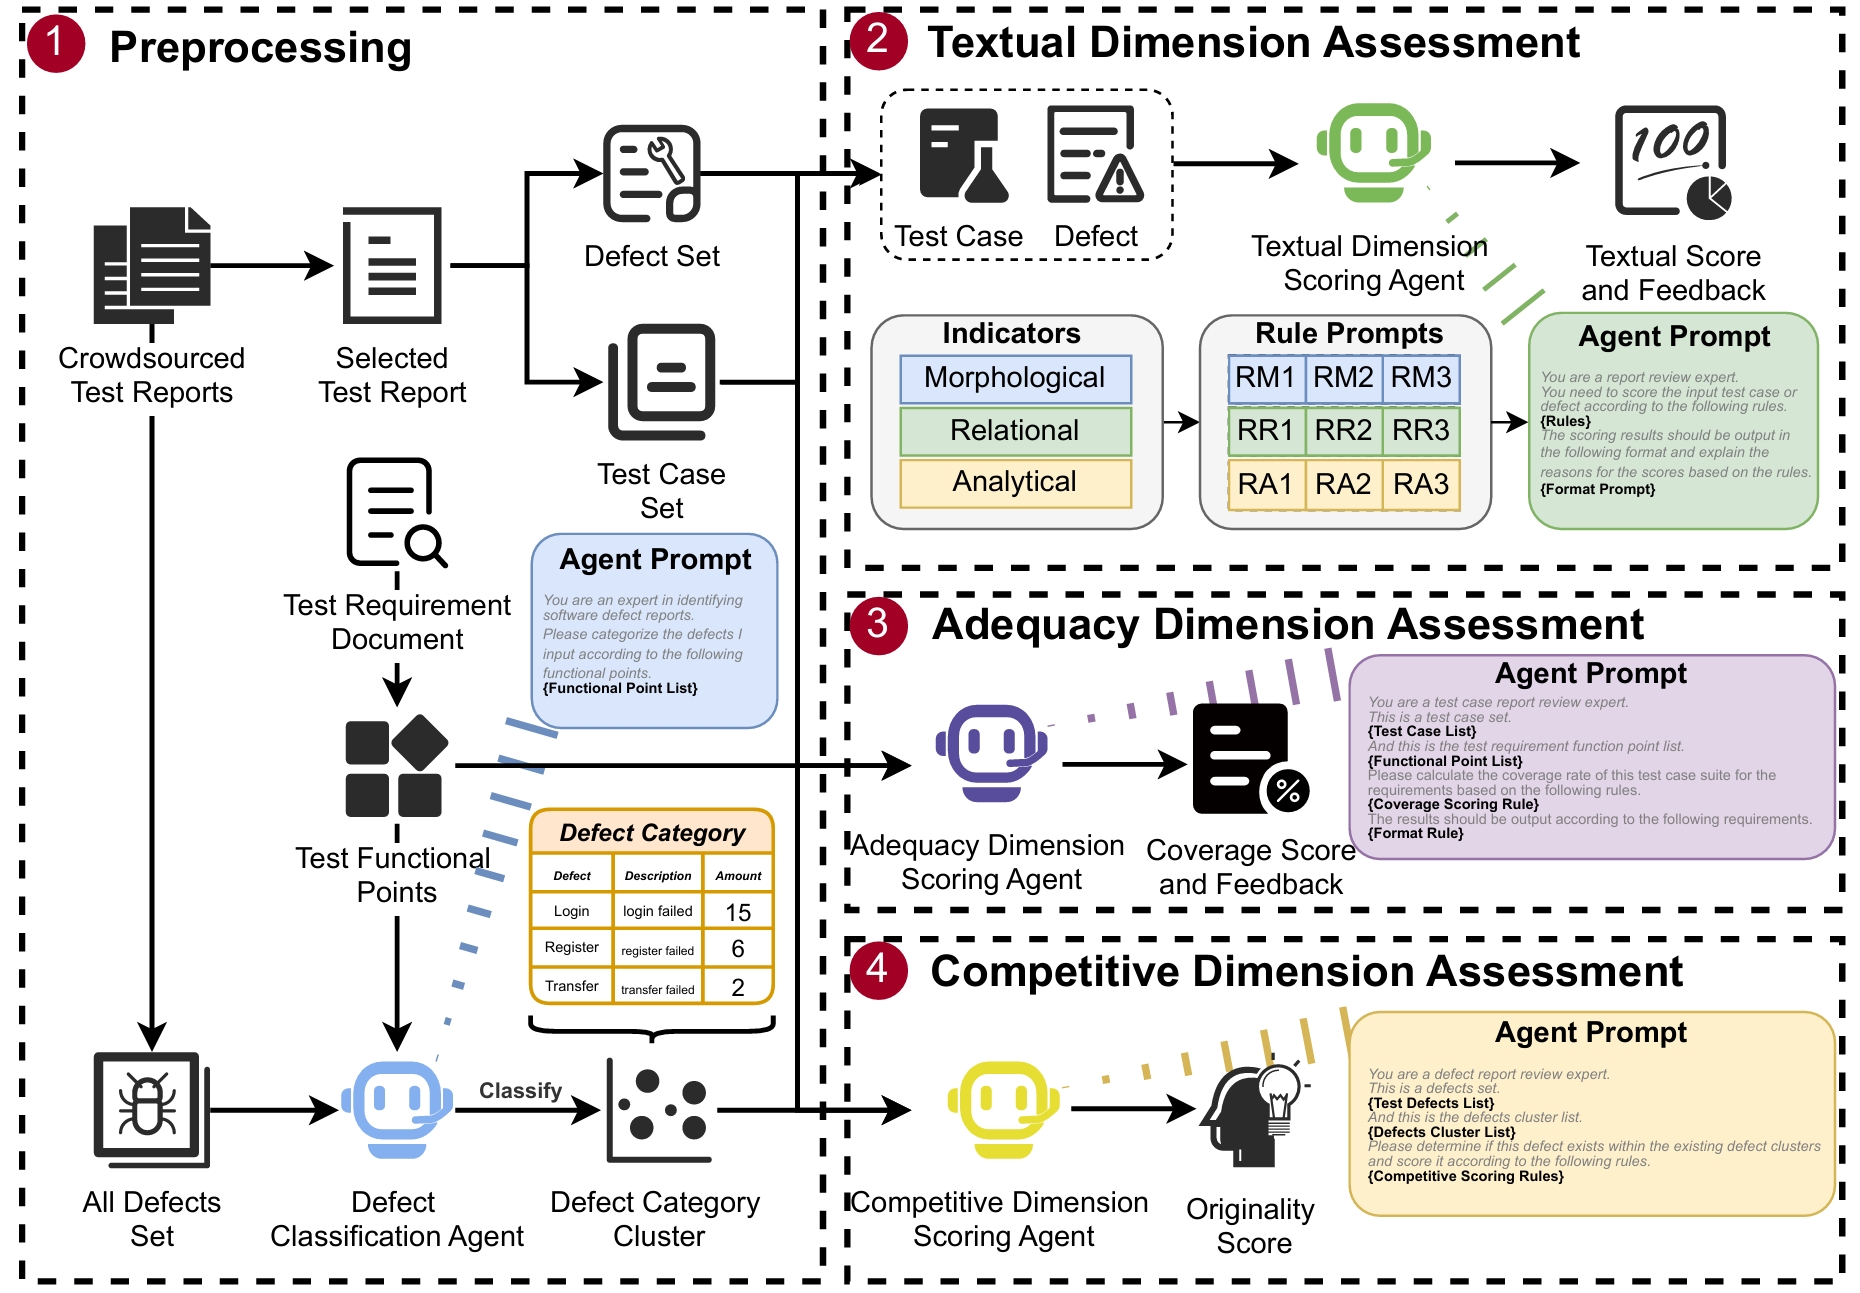 1 Preprocessing
Crowdsourced
Test Reports
Selected
Test Report
Defect Set
Test Case
Set
Test Requirement
Document
Agent Prompt
You are an expert in identifying
software defect reports.
Please categorize the defects I
input according to the following
functional points.
{Functional Point List}
Test Functional
Points
Defect Category
Defect Description Amount
Login login failed 15
Register register failed 6
Transfer transfer failed 2
Classify
All Defects
Set
Defect
Classification Agent
Defect Category
Cluster
2 Textual Dimension Assessment
Test Case
Defect
Textual Dimension
Scoring Agent
100
Textual Score
and Feedback
Indicators
Morphological
Relational
Analytical
Rule Prompts
RM1 RM2 RM3
RR1 RR2 RR3
RA1 RA2 RA3
Agent Prompt
You are a report review expert.
You need to score the input test case or
defect according to the following rules.
{Rules}
The scoring results should be output in
the following format and explain the
reasons for the scores based on the rules.
{Format Prompt}
3 Adequacy Dimension Assessment
Adequacy Dimension
Scoring Agent
%
Coverage Score
and Feedback
Agent Prompt
You are a test case report review expert.
This is a test case set.
{Test Case List}
And this is the test requirement function point list.
{Functional Point List}
Please calculate the coverage rate of this test case suite for the
requirements based on the following rules.
{Coverage Scoring Rule}
The results should be output according to the following requirements.
{Format Rule}
4 Competitive Dimension Assessment
Competitive Dimension
Scoring Agent
Originality
Score
Agent Prompt
You are a defect report review expert.
This is a defects set.
{Test Defects List}
And this is the defects cluster list.
{Defects Cluster List}
Please determine if this defect exists within the existing defect clusters
and score it according to the following rules.
{Competitive Scoring Rules}